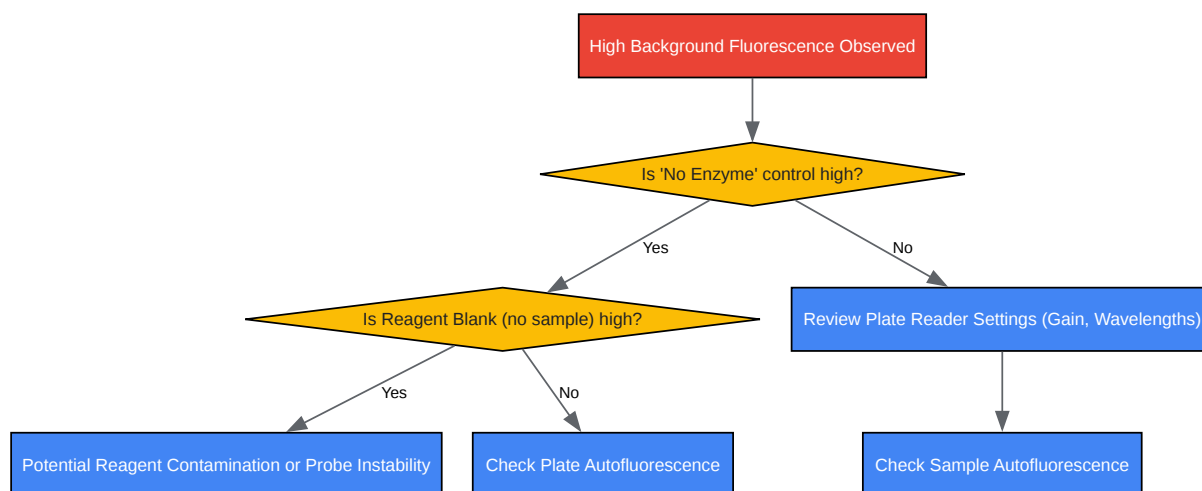 High Background Fluorescence Observed
Is 'No Enzyme' control high?
Yes
No
Is Reagent Blank (no sample) high?
Review Plate Reader Settings (Gain, Wavelengths)
Yes
No
Potential Reagent Contamination or Probe Instability
Check Plate Autofluorescence
Check Sample Autofluorescence